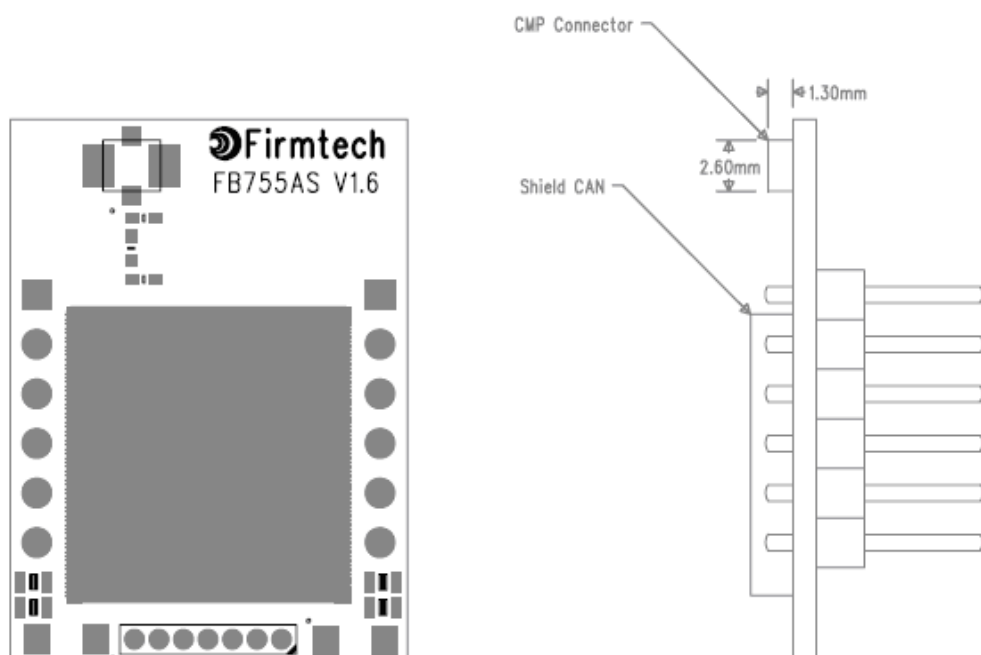 CMP Connector
1.30mm
Firmtech
FB755AS V1.6
2.60mm
Shield CAN